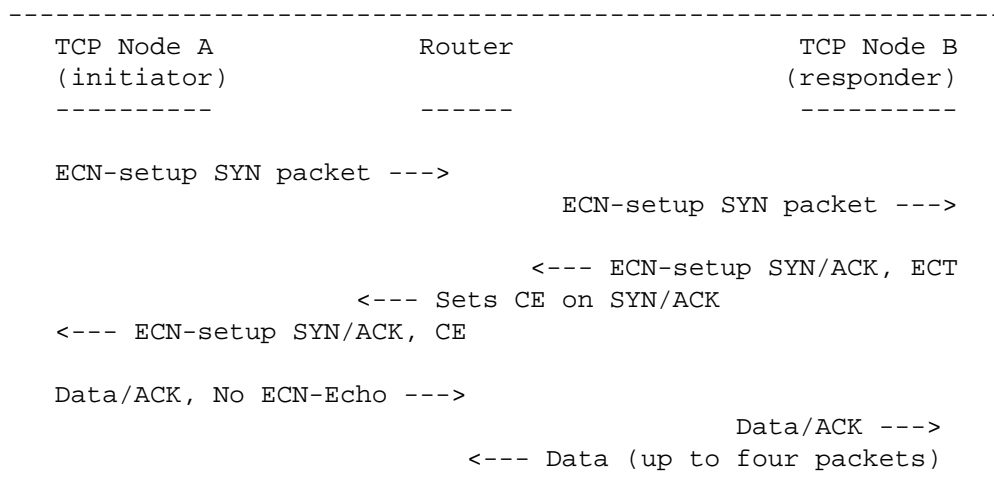 ---------------------------------------------------------------
TCP Node A Router TCP Node B
(initiator) (responder)
---------- ------ ----------
ECN-setup SYN packet --->
ECN-setup SYN packet --->
<--- ECN-setup SYN/ACK, ECT
<--- Sets CE on SYN/ACK
<--- ECN-setup SYN/ACK, CE
Data/ACK, No ECN-Echo --->
Data/ACK --->
<--- Data (up to four packets)